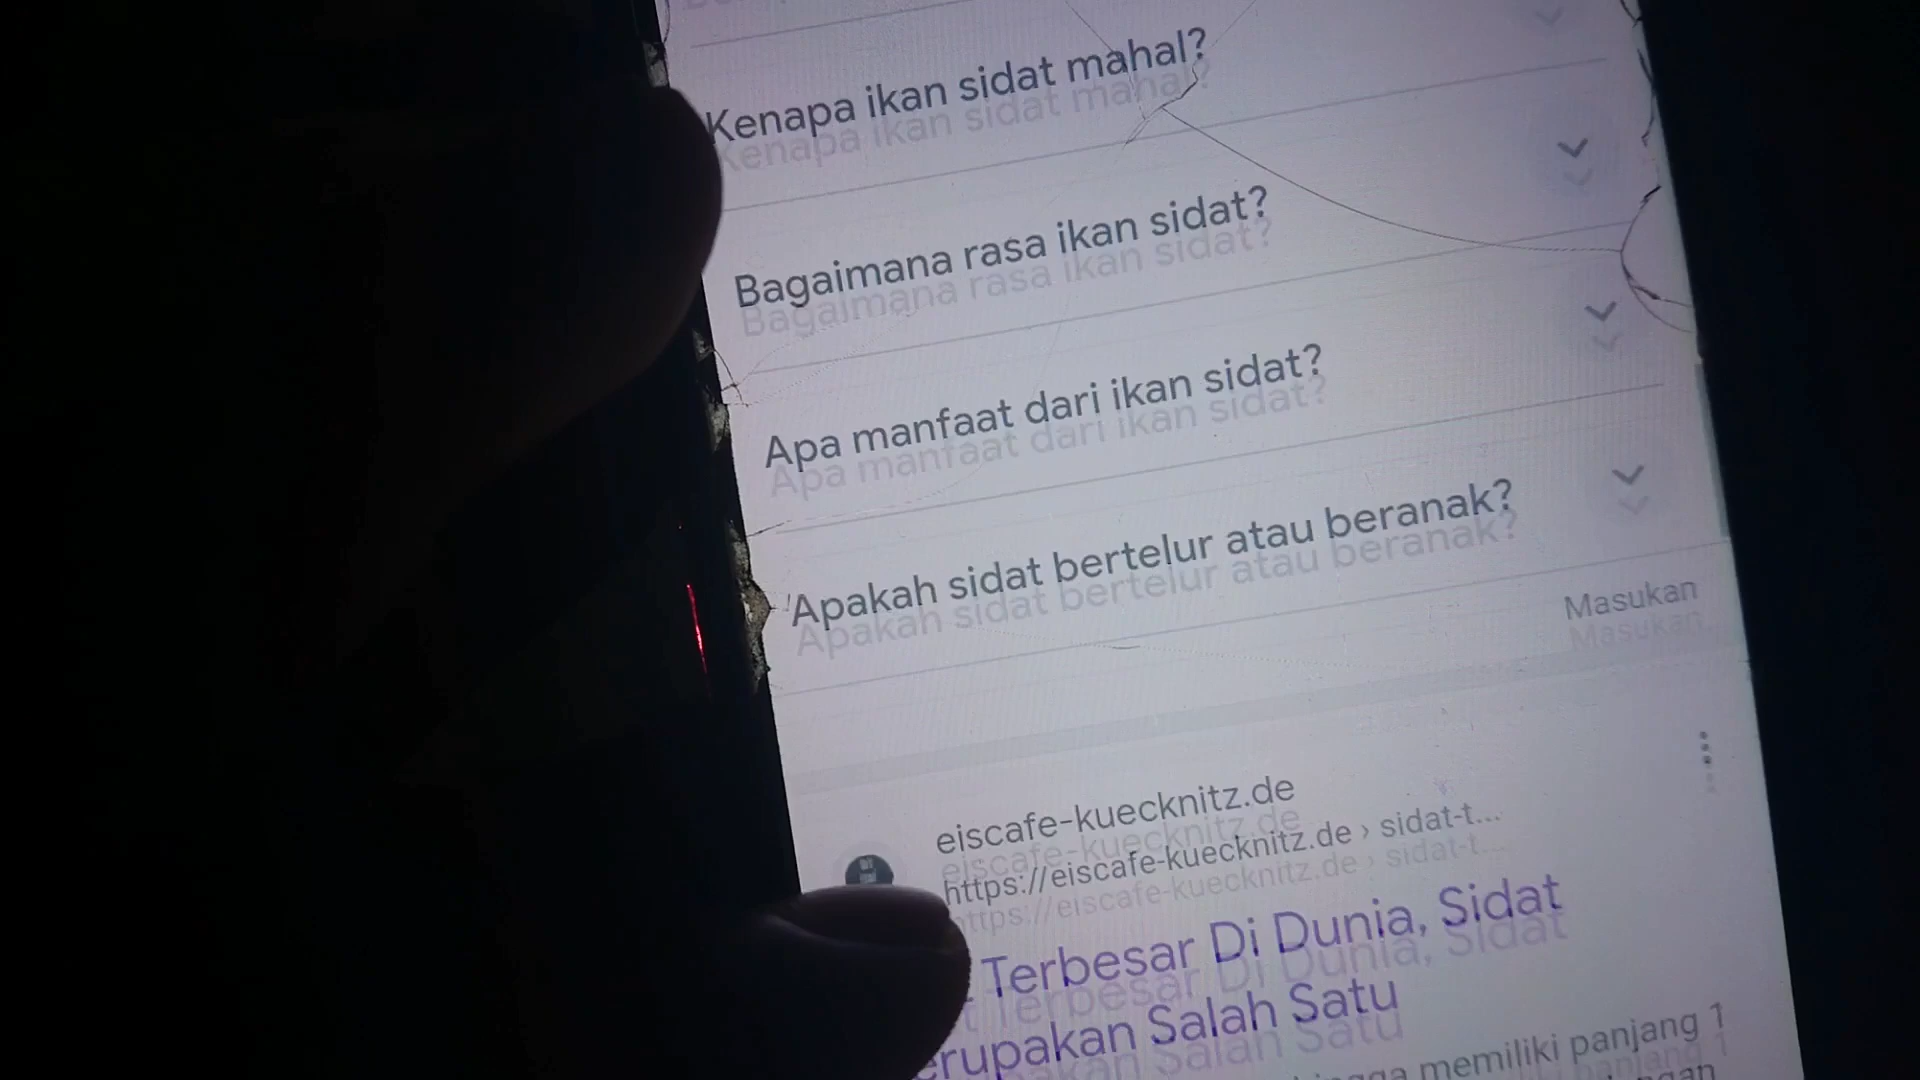 Kenapa ikan sidat mahal?
Bagaimana rasa ikan sidat?
Apa manfaat dari ikan sidat?
Apakah sidat bertelur atau beranak?
Masukan
eiscafe-kuecknitz.de
https://eiscafe-kuecknitz.de › sidat-t...
Terbesar Di Dunia, Sidat
erupakan Salah Satu
memiliki panjang 1